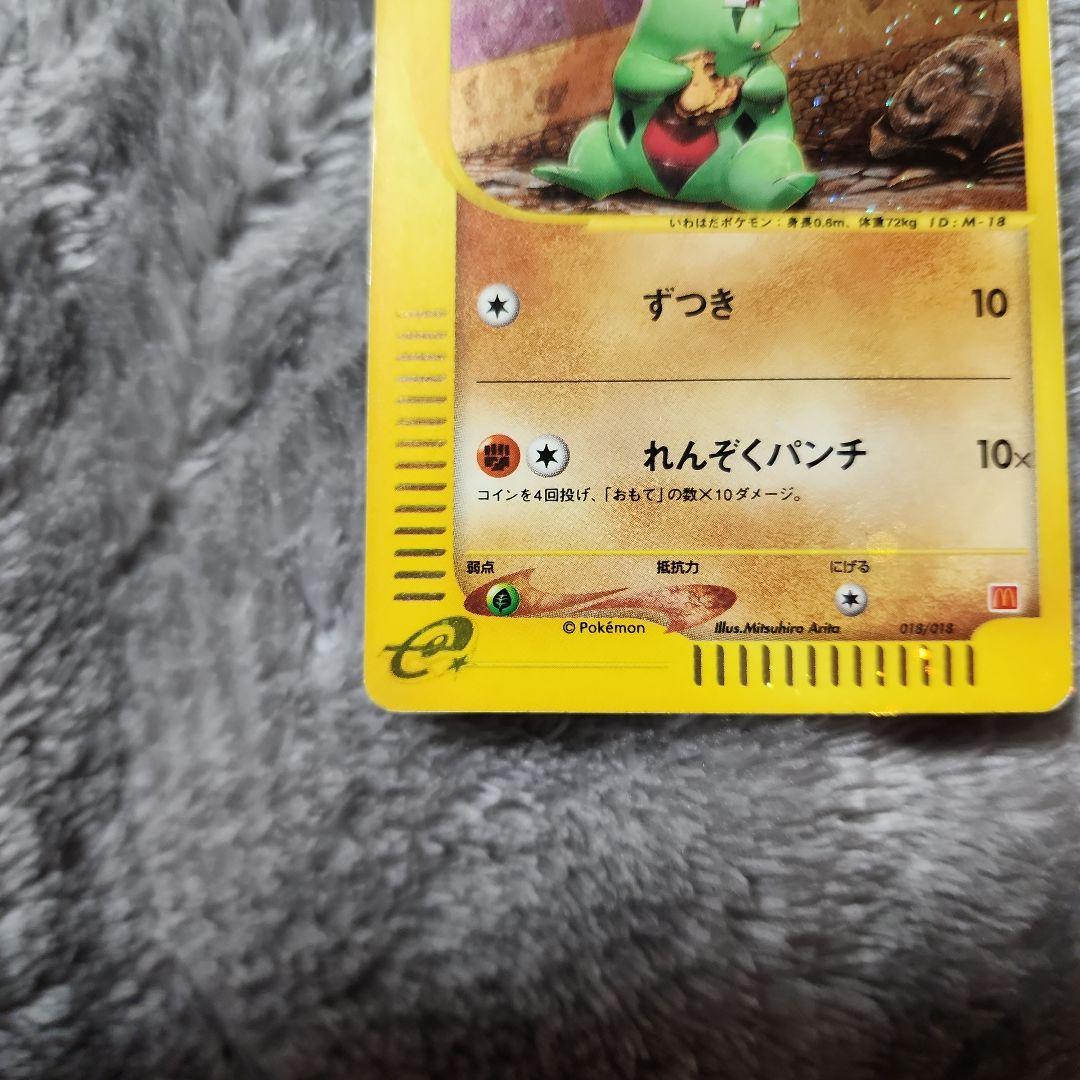 いわはだポケモン：身長0.6m、体重72kg ID:M-18
ずつき 10
れんぞくパンチ 10×
コインを4回投げ、「おもて」の数×10ダメージ。
弱点 抵抗力 にげる
e
©Pokémon Illus.Mitsuhiro Arita 018/018